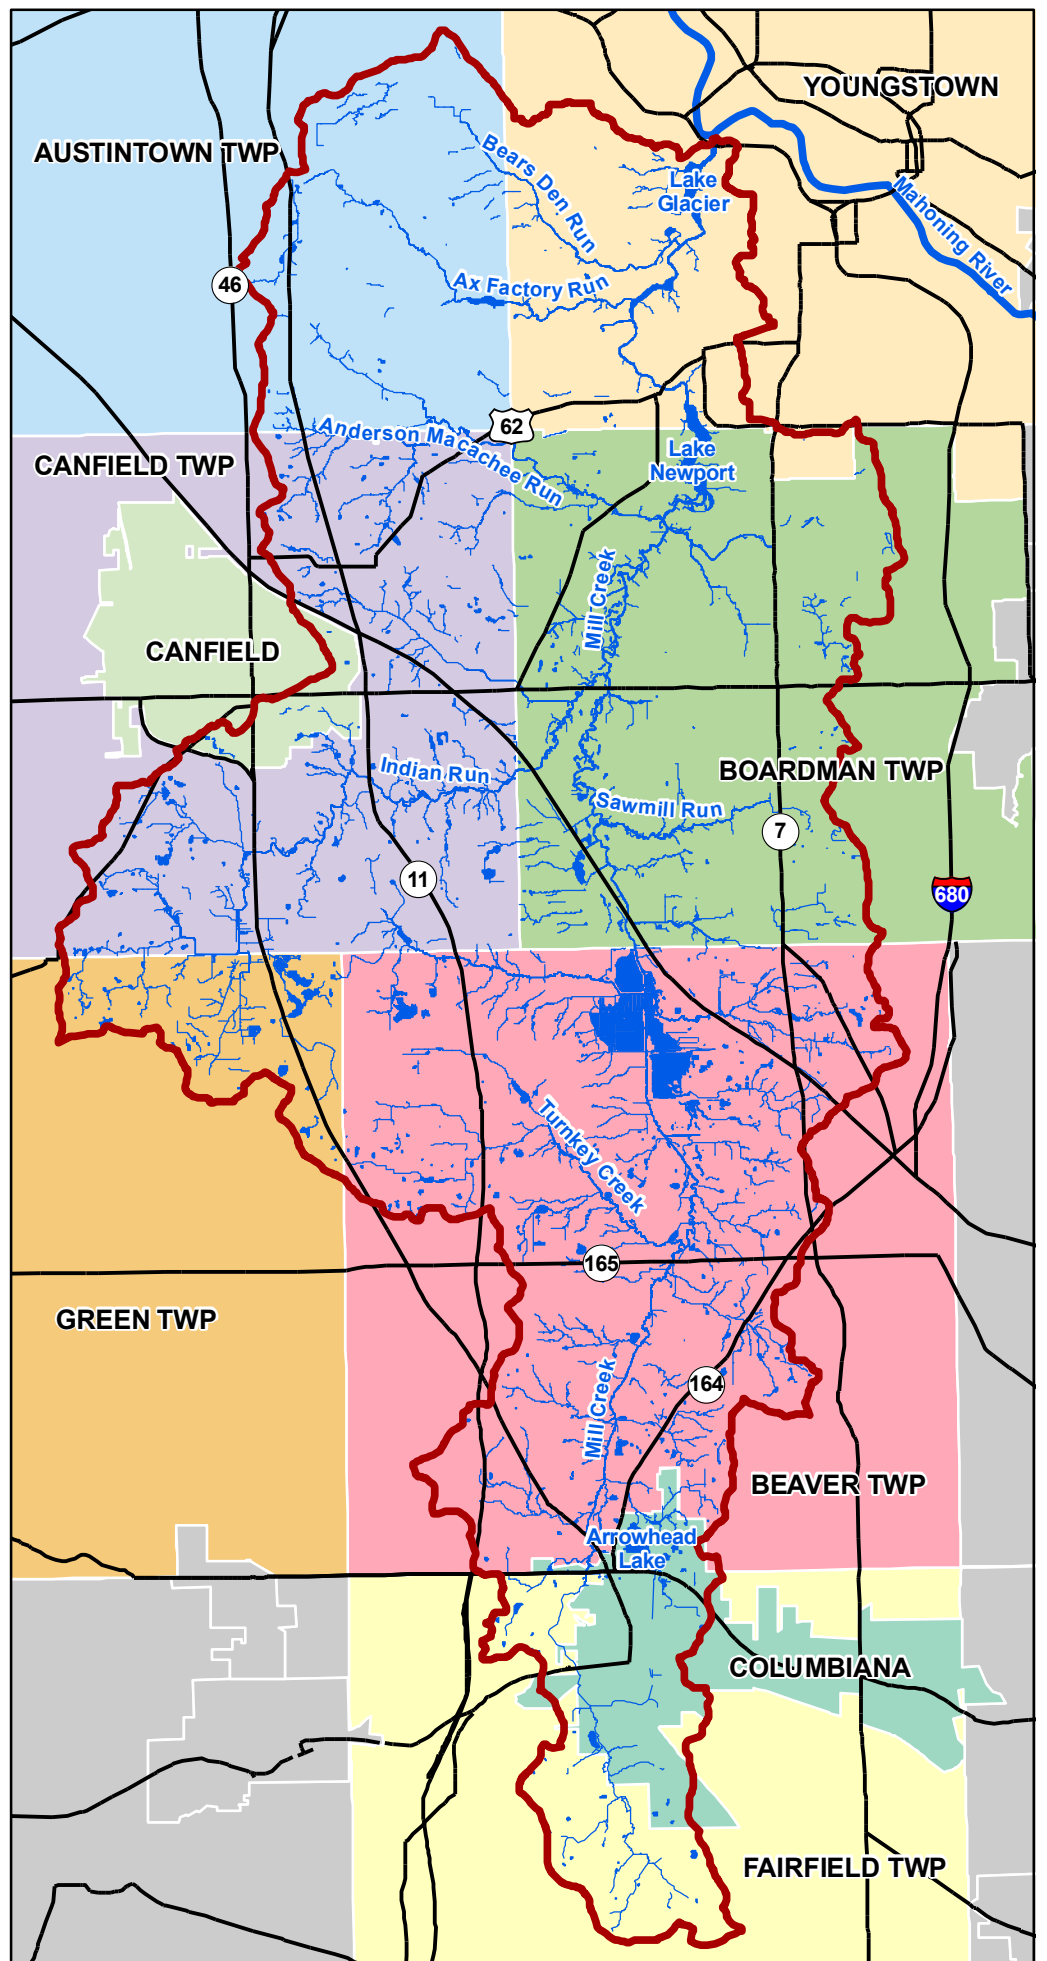 YOUNGSTOWN
AUSTINTOWN TWP
Bears Den Run
Lake
Glacier
Mahoning River
46
Ax Factory Run
62
Anderson Macachee Run
CANFIELD TWP
Lake
Newport
Mill Creek
CANFIELD
Indian Run
BOARDMAN TWP
Sawmill Run
7
11
680
Turnkey Creek
165
GREEN TWP
164
Mill Creek
BEAVER TWP
Arrowhead
Lake
COLUMBIANA
FAIRFIELD TWP